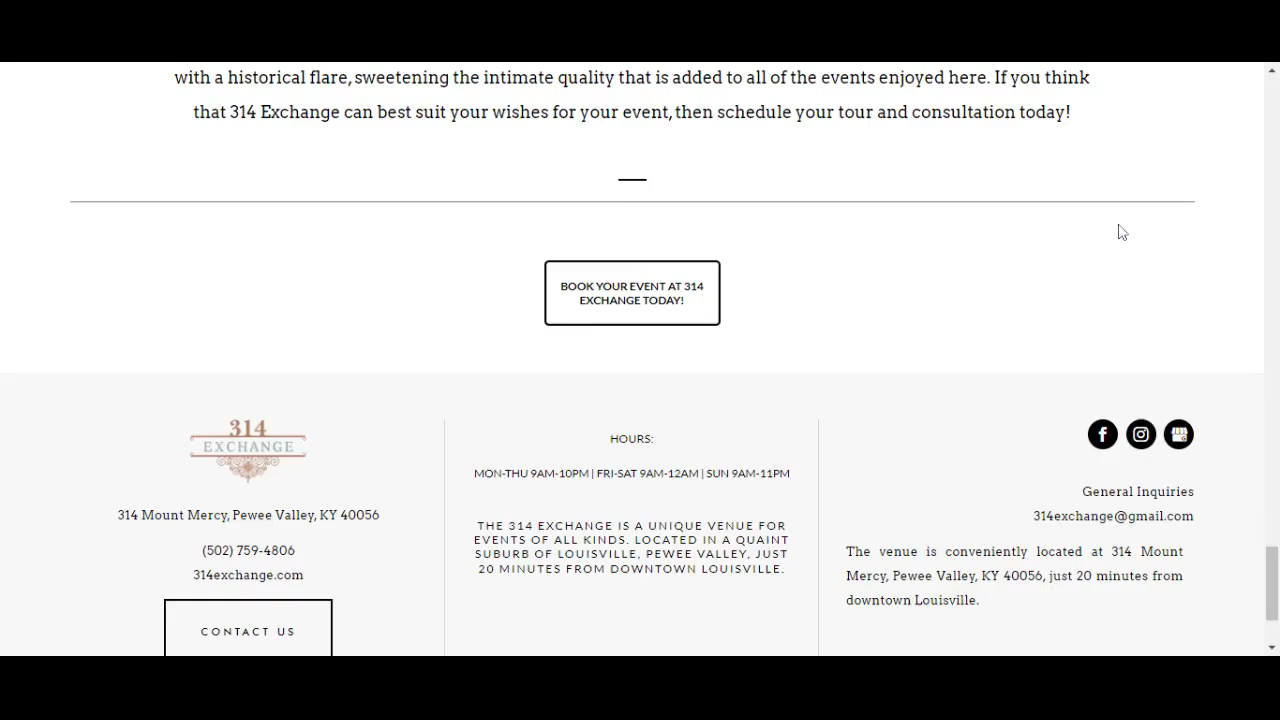 with a historical flare, sweetening the intimate quality that is added to all of the events enjoyed here. If you think
that 314 Exchange can best suit your wishes for your event, then schedule your tour and consultation today!
BOOK YOUR EVENT AT 314
EXCHANGE TODAY!
314
EXCHANGE
314 Mount Mercy, Pewee Valley, KY 40056
(502) 759-4806
314exchange.com
CONTACT US
HOURS:
MON-THU 9AM-10PM | FRI-SAT 9AM-12AM | SUN 9AM-11PM
THE 314 EXCHANGE IS A UNIQUE VENUE FOR
EVENTS OF ALL KINDS. LOCATED IN A QUAINT
SUBURB OF LOUISVILLE, PEWEE VALLEY, JUST
20 MINUTES FROM DOWNTOWN LOUISVILLE.
General Inquiries
314exchange@gmail.com
The venue is conveniently located at 314 Mount
Mercy, Pewee Valley, KY 40056, just 20 minutes from
downtown Louisville.